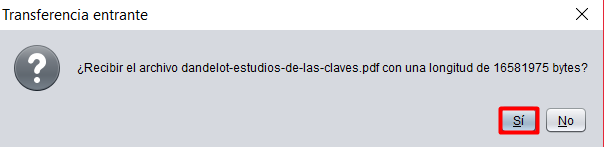 Transferencia entrante
¿Recibir el archivo dandelot-estudios-de-las-claves.pdf con una longitud de 16581975 bytes?
Sí No